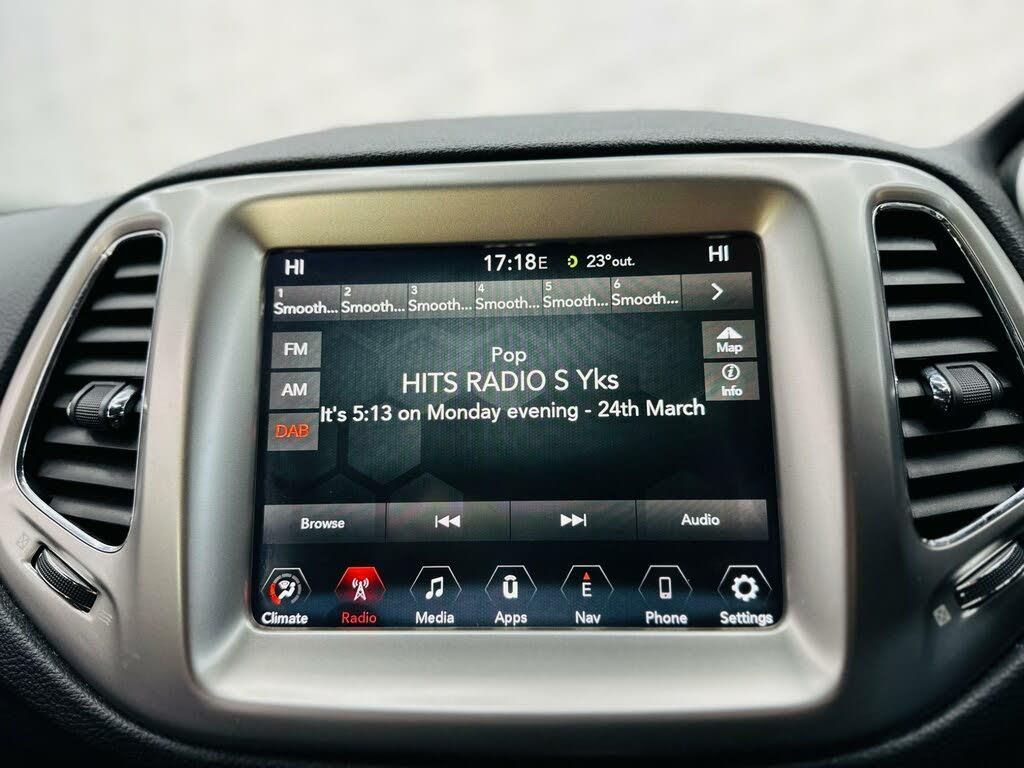 HI 17:18E 23°out. HI
1 Smooth... 2 Smooth... 3 Smooth... 4 Smooth... 5 Smooth... 6 Smooth...
FM
Map
Pop
AM
HITS RADIO S Yks
Info
It's 5:13 on Monday evening - 24th March
DAB
Browse Audio
E
Climate Radio Media Apps Nav Phone Settings